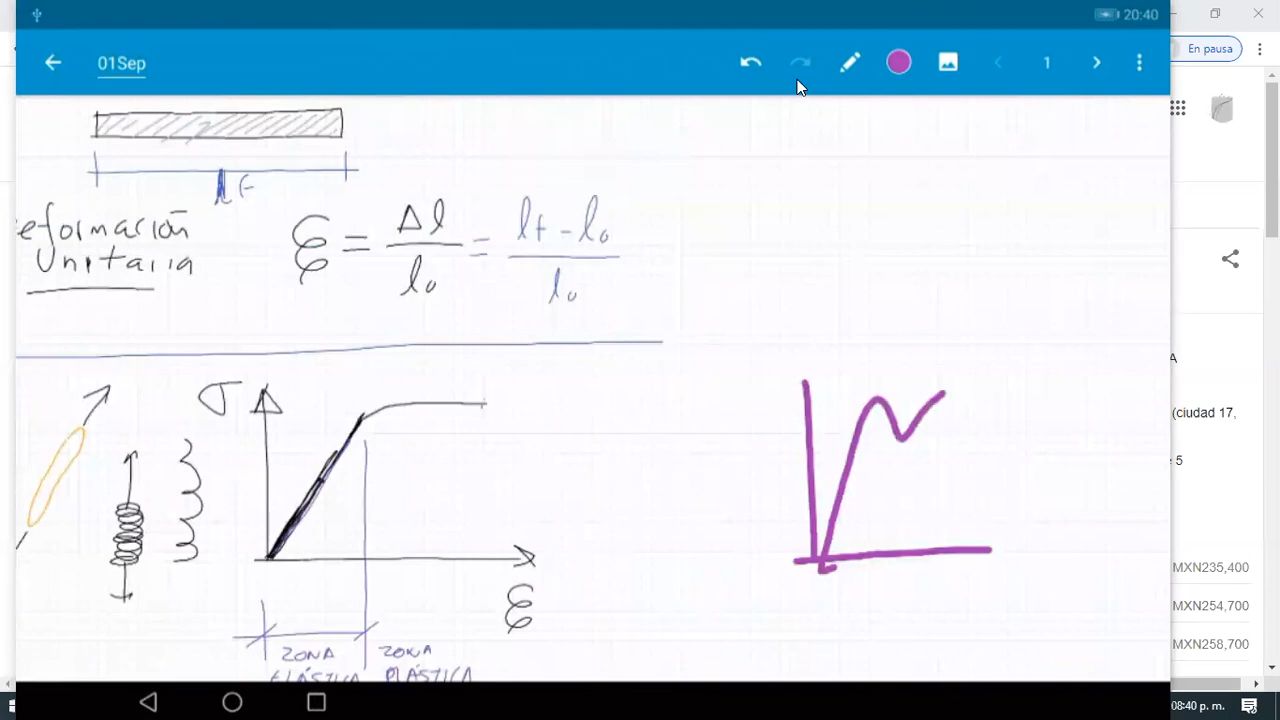 20:40
01Sep
1
En pausa
lF
eformación
Unitaria
ε = Δl / l₀ = lf - l₀ / l₀
A
(ciudad 17,
e 5
σ
ε
ZONA ZONA
ELÁSTICA PLÁSTICA
MXN235,400
MXN254,700
MXN258,700
08:40 p. m.